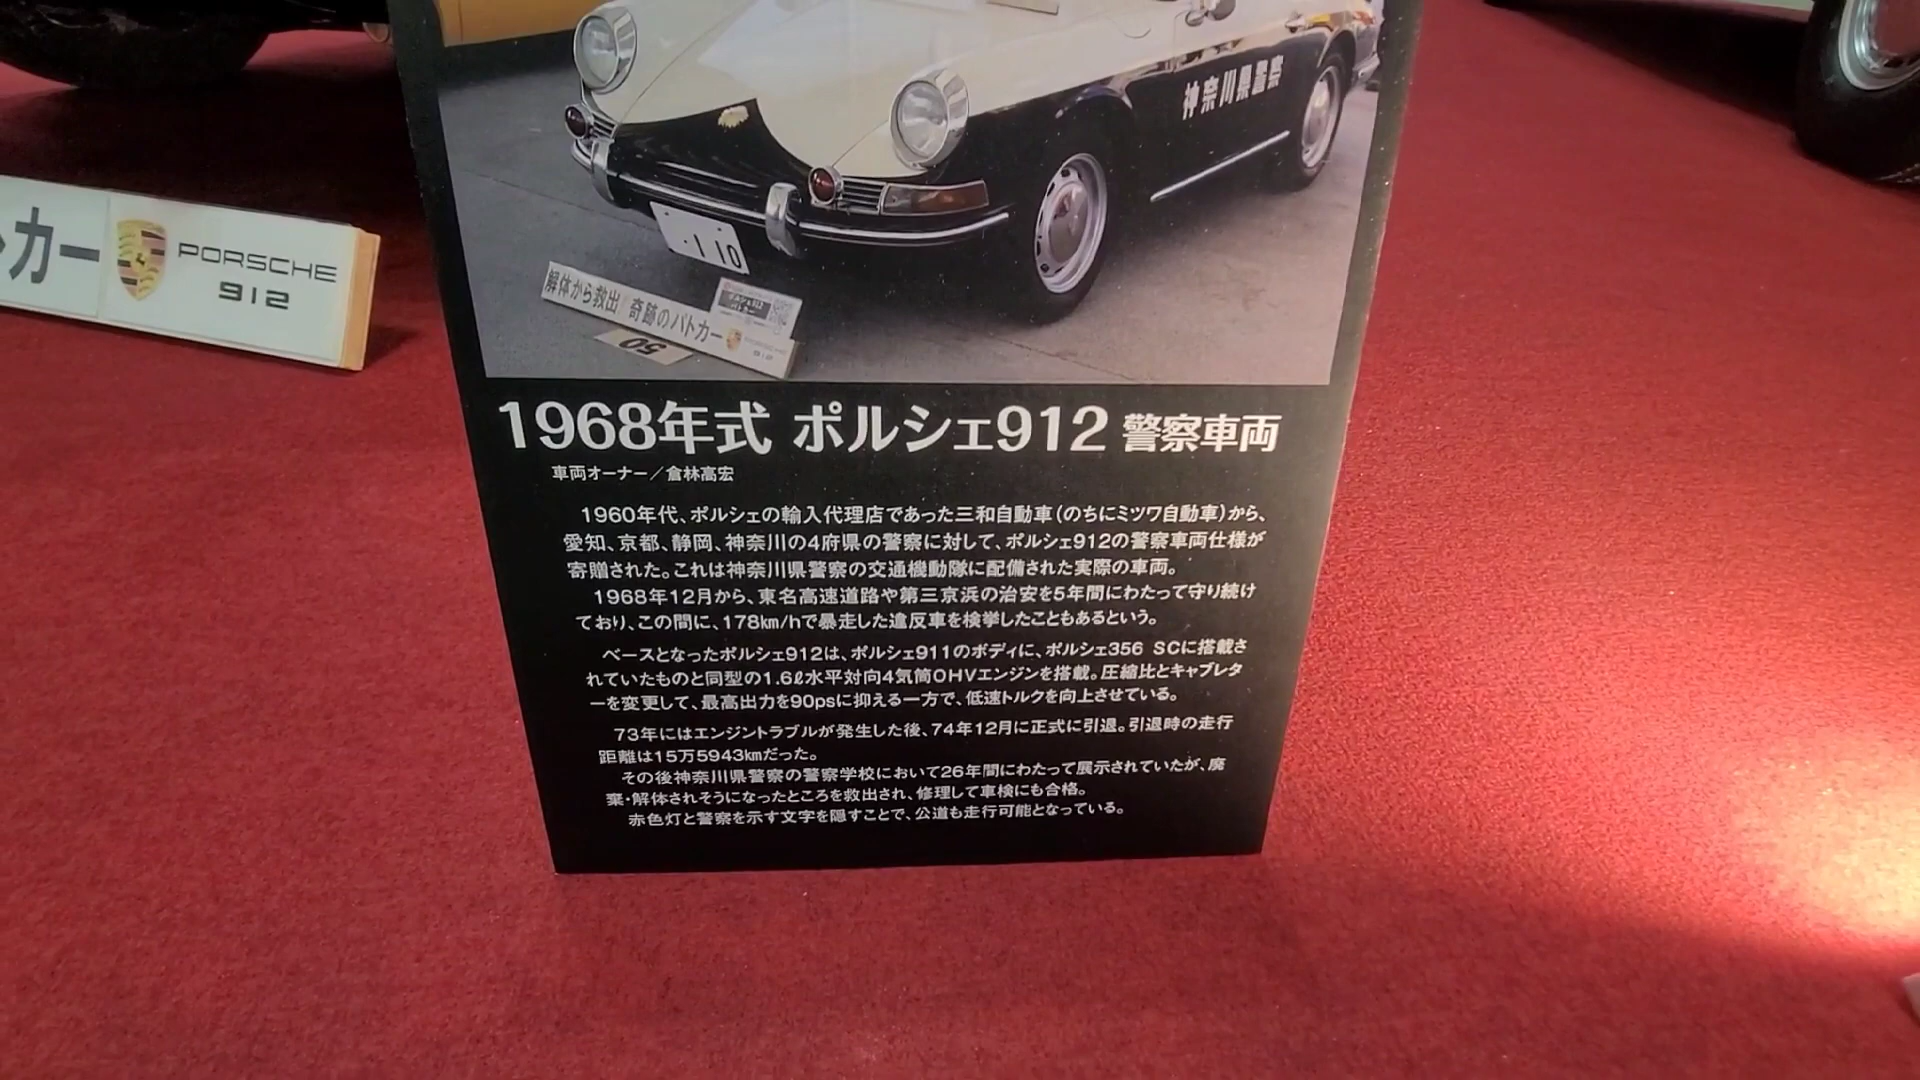 神奈川県警察
・110
解体から救出 奇跡のパトカー
ポルシェ912
パトカー
912
50
トカー PORSCHE
912
1968年式 ポルシェ912 警察車両
車両オーナー／倉林高宏
1960年代、ポルシェの輸入代理店であった三和自動車(のちにミツワ自動車)から、
愛知、京都、静岡、神奈川の4府県の警察に対して、ポルシェ912の警察車両仕様が
寄贈された。これは神奈川県警察の交通機動隊に配備された実際の車両。
1968年12月から、東名高速道路や第三京浜の治安を5年間にわたって守り続け
ており、この間に、178km/hで暴走した違反車を検挙したこともあるという。
ベースとなったポルシェ912は、ポルシェ911のボディに、ポルシェ356 SCに搭載さ
れていたものと同型の1.6ℓ水平対向4気筒OHVエンジンを搭載。圧縮比とキャブレタ
ーを変更して、最高出力を90psに抑える一方で、低速トルクを向上させている。
73年にはエンジントラブルが発生した後、74年12月に正式に引退。引退時の走行
距離は15万5943kmだった。
その後神奈川県警察の警察学校において26年間にわたって展示されていたが、廃
棄・解体されそうになったところを救出され、修理して車検にも合格。
赤色灯と警察を示す文字を隠すことで、公道も走行可能となっている。